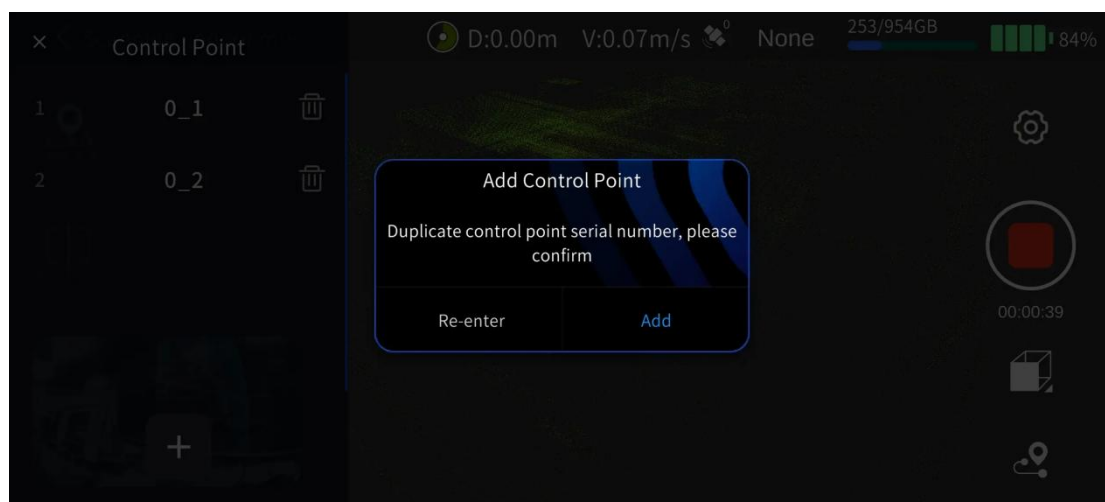 × Control Point
D:0.00m V:0.07m/s 0 None 253/954GB 84%
1 0_1
2 0_2
Add Control Point
Duplicate control point serial number, please
confirm
Re-enter Add
00:00:39
+